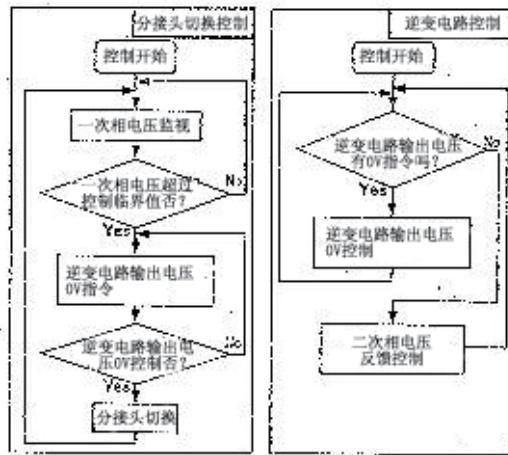 分接头切换控制
控制开始
一次相电压监视
一次相电压超过
控制临界值否?
No
Yes
逆变电路输出电压
0V指令
逆变电路输出电
压0V控制否?
No
Yes
分接头切换
逆变电路控制
控制开始
逆变电路输出电压
有0V指令吗?
No
Yes
逆变电路输出电压
0V控制
二次相电压
反馈控制